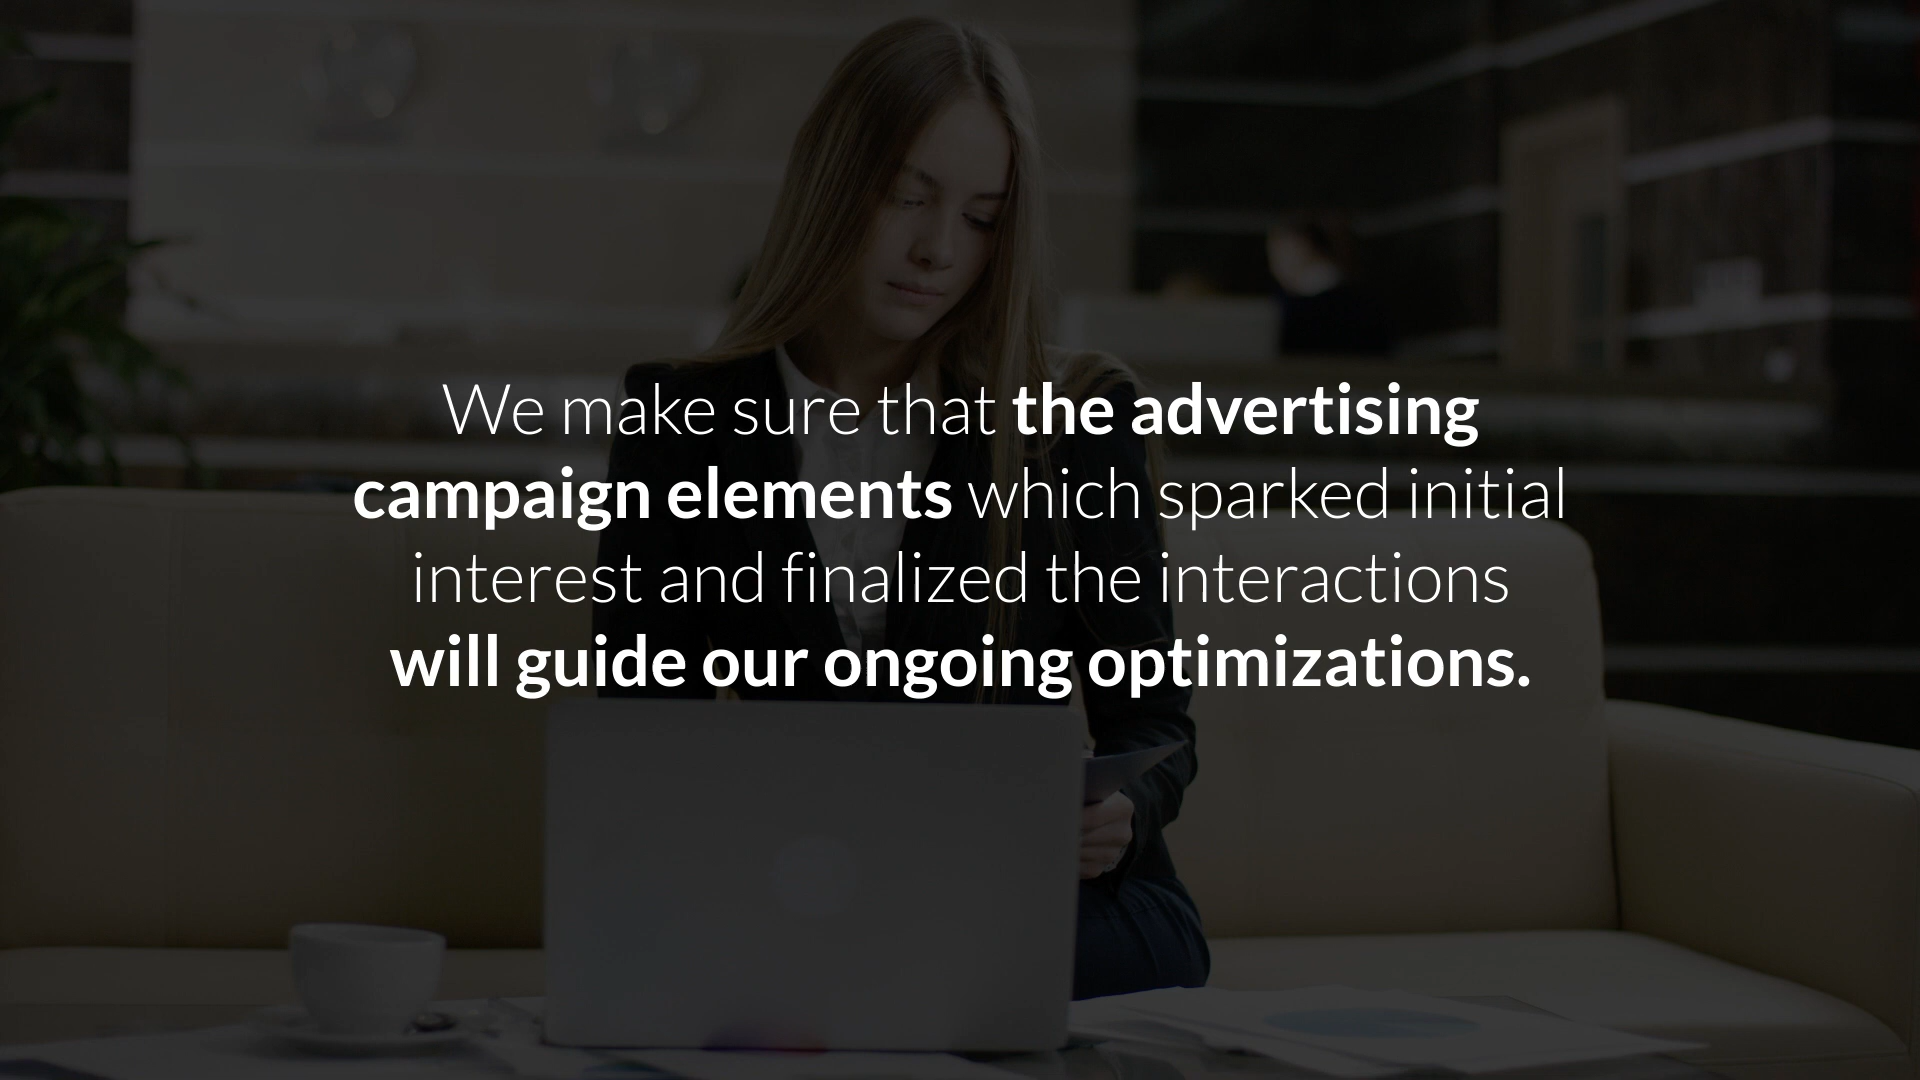 We make sure that the advertising
campaign elements which sparked initial
interest and finalized the interactions
will guide our ongoing optimizations.